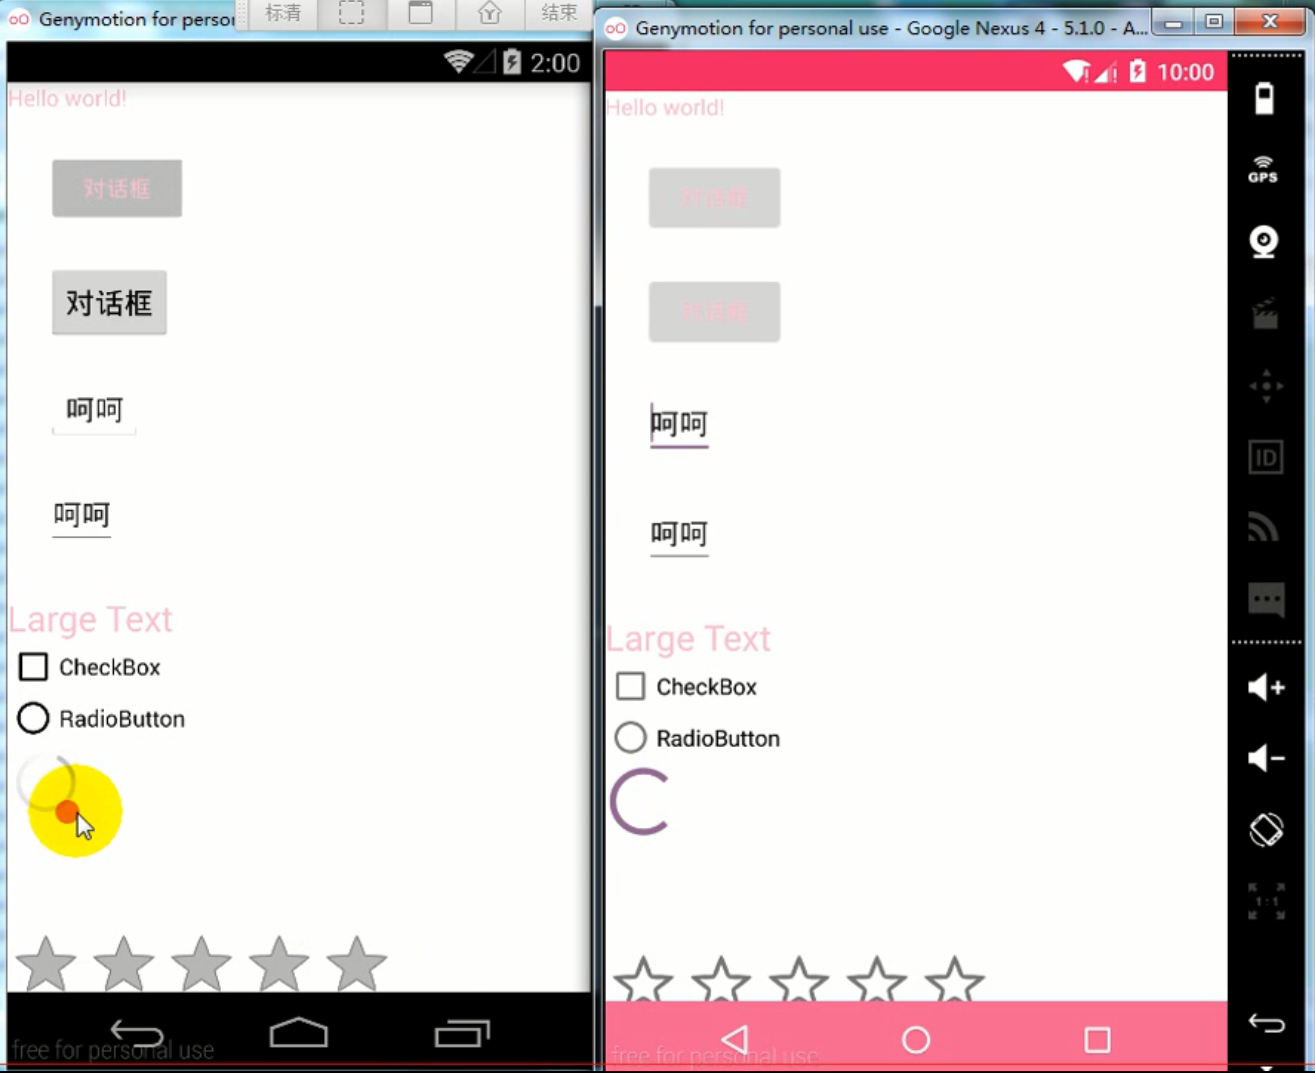 Genymotion for perso
标清
结束
2:00
Hello world!
对话框
对话框
呵呵
呵呵
Large Text
CheckBox
RadioButton
free for personal use
Genymotion for personal use - Google Nexus 4 - 5.1.0 - A...
10:00
Hello world!
对话框
对话框
呵呵
呵呵
Large Text
CheckBox
RadioButton
free for personal use
GPS
ID
1:1